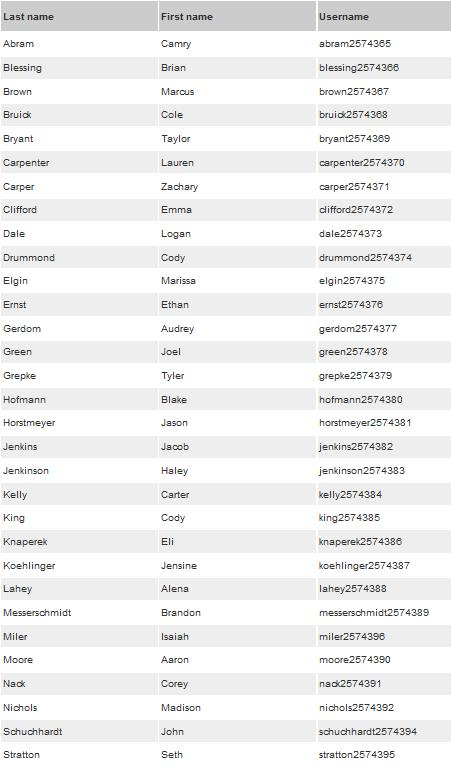 Last name First name Username
Abram Camry abram2574365
Blessing Brian blessing2574366
Brown Marcus brown2574367
Bruick Cole bruick2574368
Bryant Taylor bryant2574369
Carpenter Lauren carpenter2574370
Carper Zachary carper2574371
Clifford Emma clifford2574372
Dale Logan dale2574373
Drummond Cody drummond2574374
Elgin Marissa elgin2574375
Ernst Ethan ernst2574376
Gerdom Audrey gerdom2574377
Green Joel green2574378
Grepke Tyler grepke2574379
Hofmann Blake hofmann2574380
Horstmeyer Jason horstmeyer2574381
Jenkins Jacob jenkins2574382
Jenkinson Haley jenkinson2574383
Kelly Carter kelly2574384
King Cody king2574385
Knaperek Eli knaperek2574386
Koehlinger Jensine koehlinger2574387
Lahey Alena lahey2574388
Messerschmidt Brandon messerschmidt2574389
Miler Isaiah miler2574396
Moore Aaron moore2574390
Nack Corey nack2574391
Nichols Madison nichols2574392
Schuchhardt John schuchhardt2574394
Stratton Seth stratton2574395